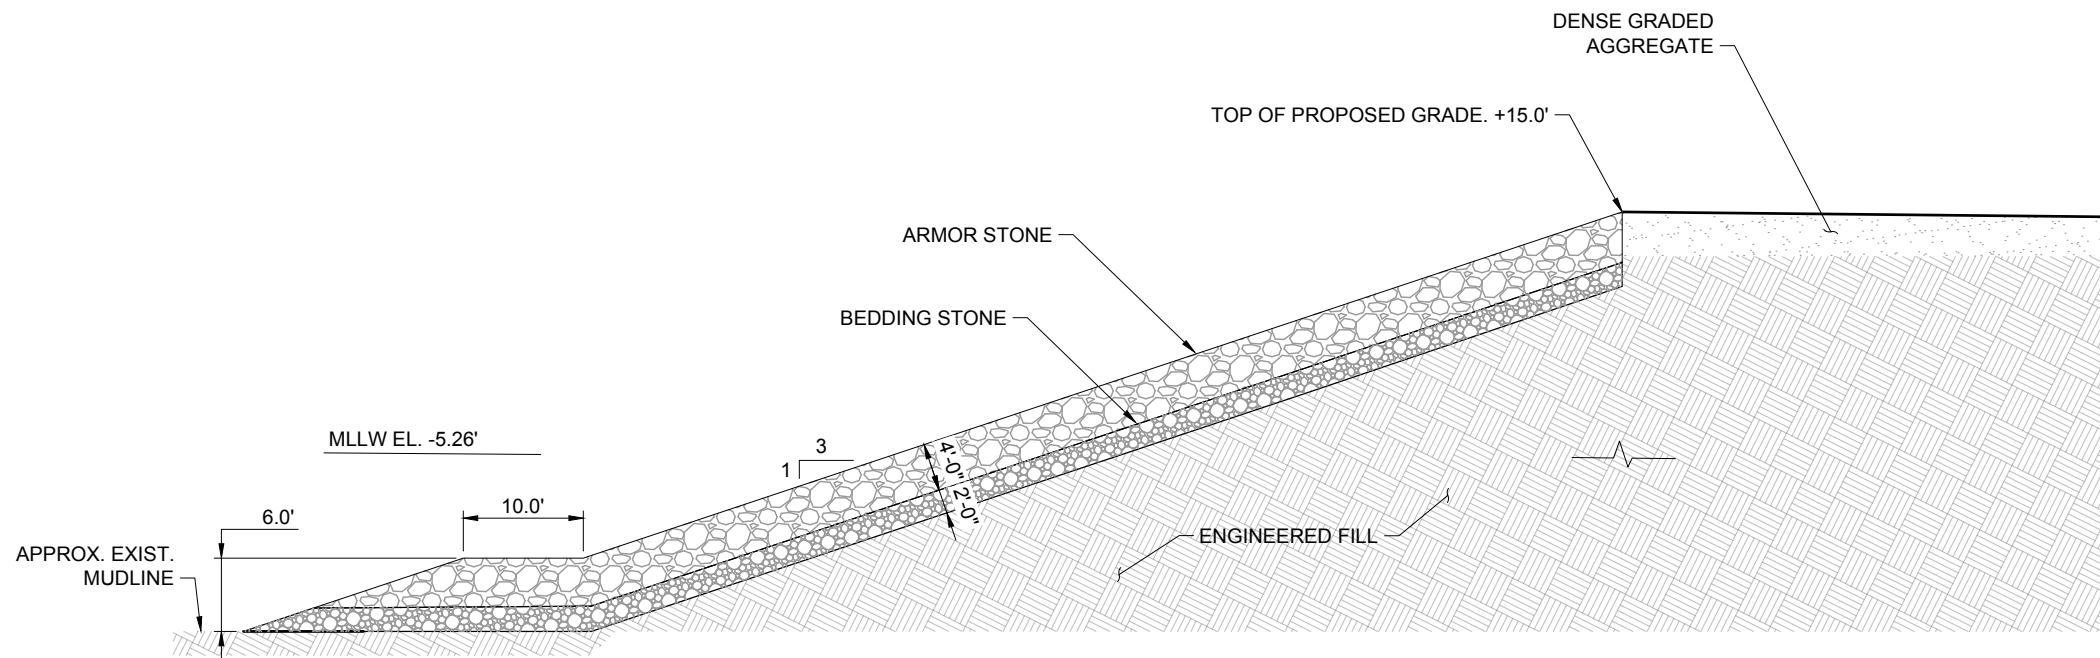 DENSE GRADED
AGGREGATE
TOP OF PROPOSED GRADE. +15.0'
ARMOR STONE
BEDDING STONE
MLLW EL. -5.26'
3
1
4'-0"
2'-0"
10.0'
6.0'
ENGINEERED FILL
APPROX. EXIST.
MUDLINE